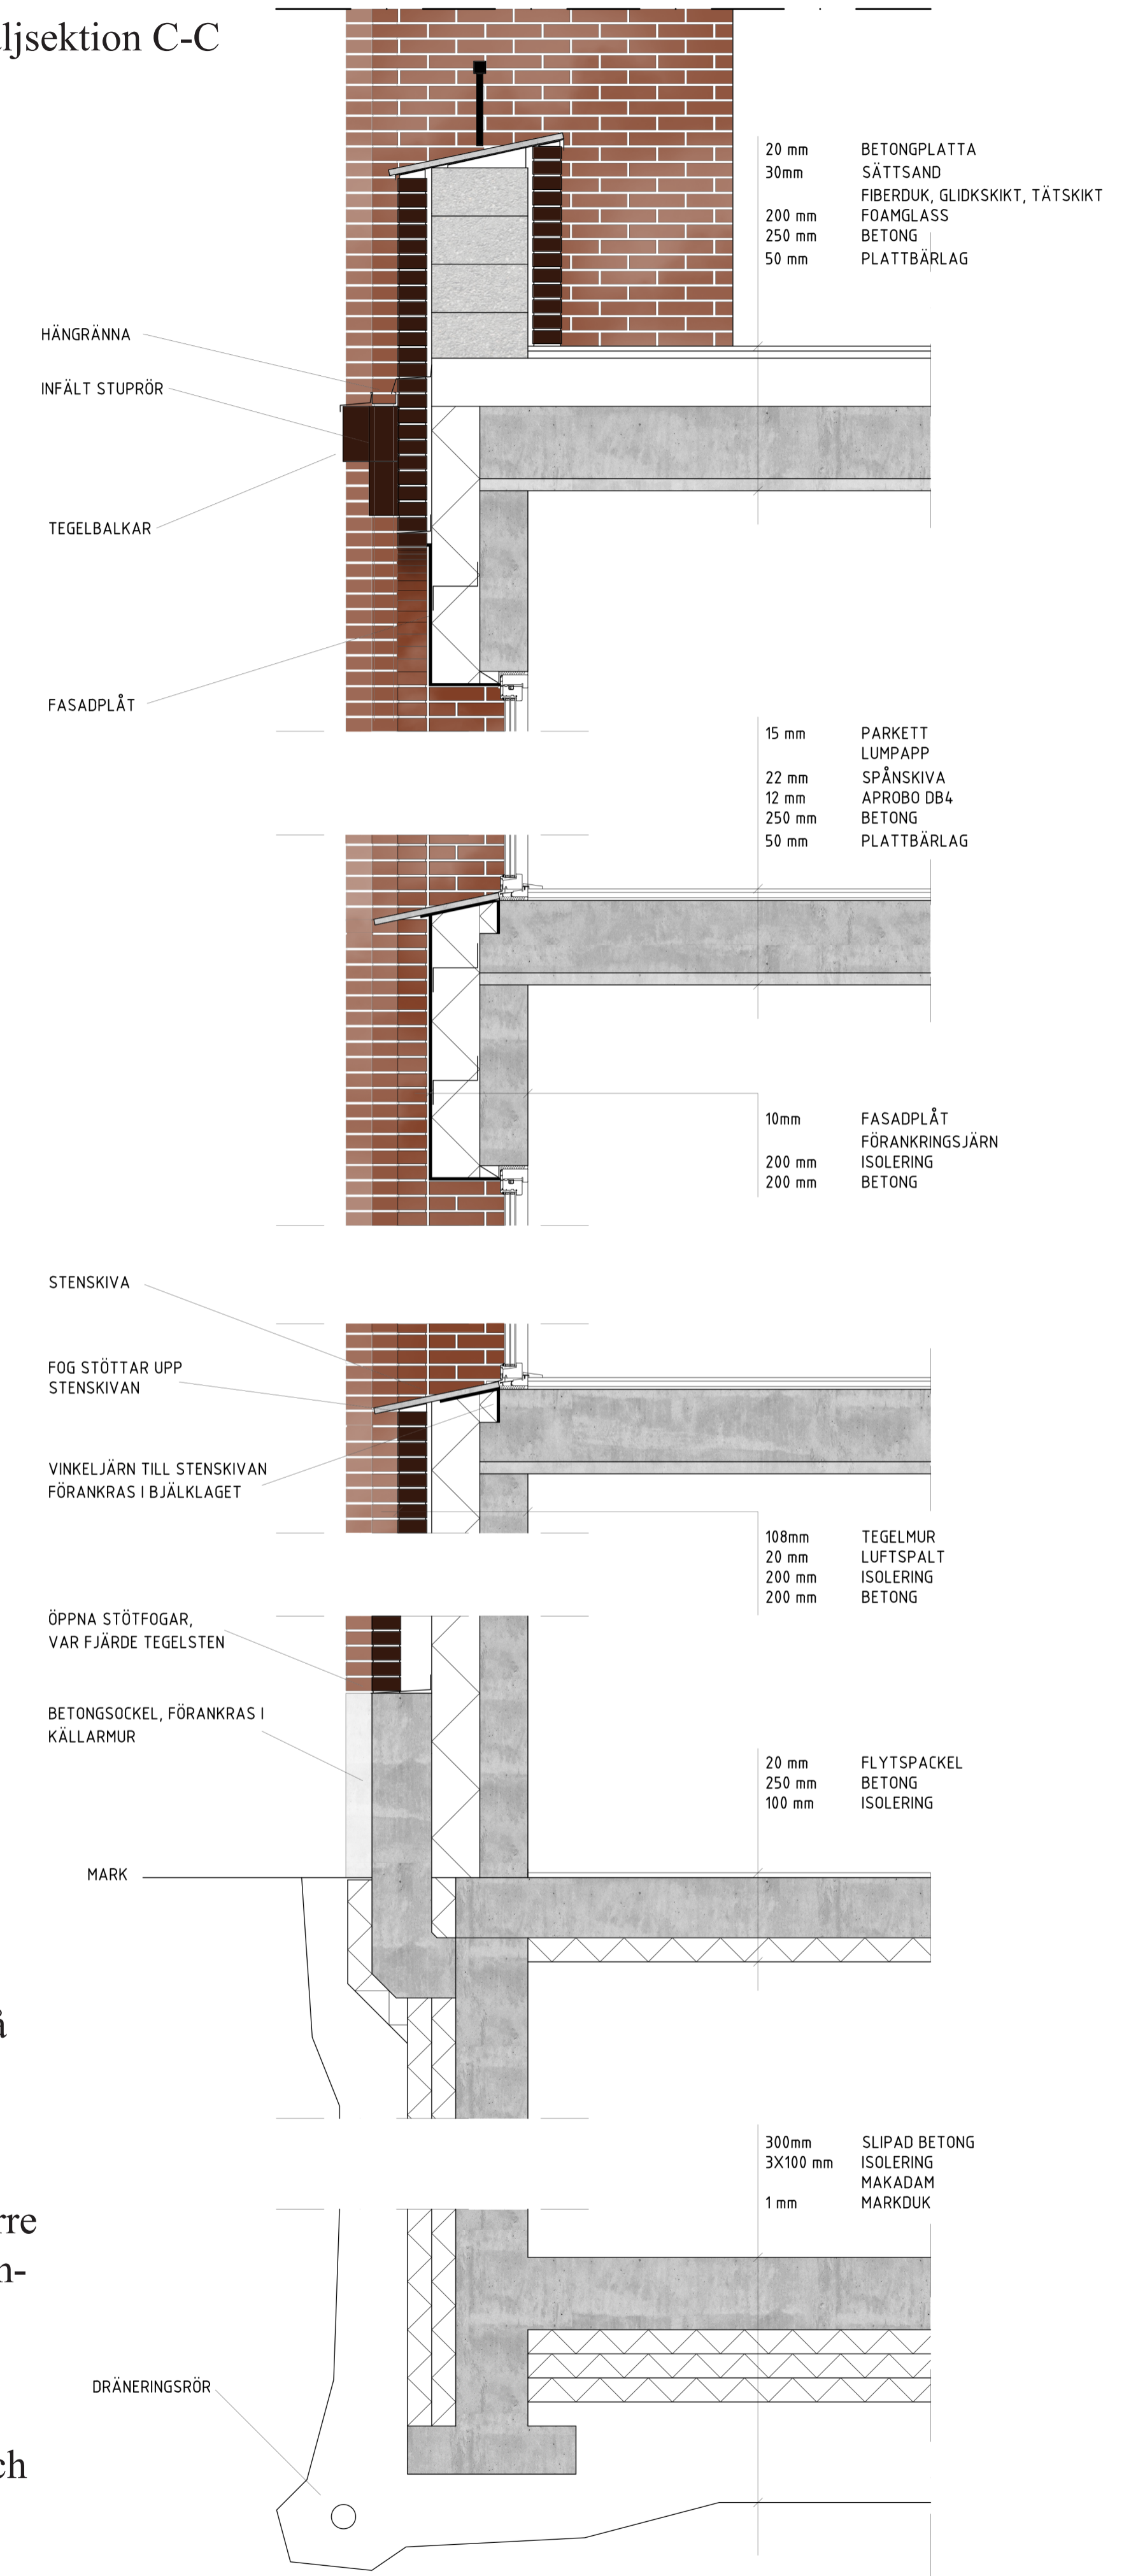 ljsektion C-C
20 mm BETONGPLATTA
30mm SÄTTSAND
FIBERDUK, GLIDKSKIKT, TÄTSKIKT
200 mm FOAMGLASS
250 mm BETONG
50 mm PLATTBÄRLAG
HÄNGRÄNNA
INFÄLT STUPRÖR
TEGELBALKAR
FASADPLÅT
15 mm PARKETT
LUMPAPP
22 mm SPÅNSKIVA
12 mm APROBO DB4
250 mm BETONG
50 mm PLATTBÄRLAG
10mm FASADPLÅT
FÖRANKRINGSJÄRN
200 mm ISOLERING
200 mm BETONG
STENSKIVA
FOG STÖTTAR UPP
STENSKIVAN
VINKELJÄRN TILL STENSKIVAN
FÖRANKRAS I BJÄLKLAGET
108mm TEGELMUR
20 mm LUFTSPALT
200 mm ISOLERING
200 mm BETONG
ÖPPNA STÖTFOGAR,
VAR FJÄRDE TEGELSTEN
BETONGSOCKEL, FÖRANKRAS I
KÄLLARMUR
20 mm FLYTSPACKEL
250 mm BETONG
100 mm ISOLERING
MARK
å
300mm SLIPAD BETONG
3X100 mm ISOLERING
MAKADAM
1 mm MARKDUK
rre
n-
DRÄNERINGSRÖR
ch